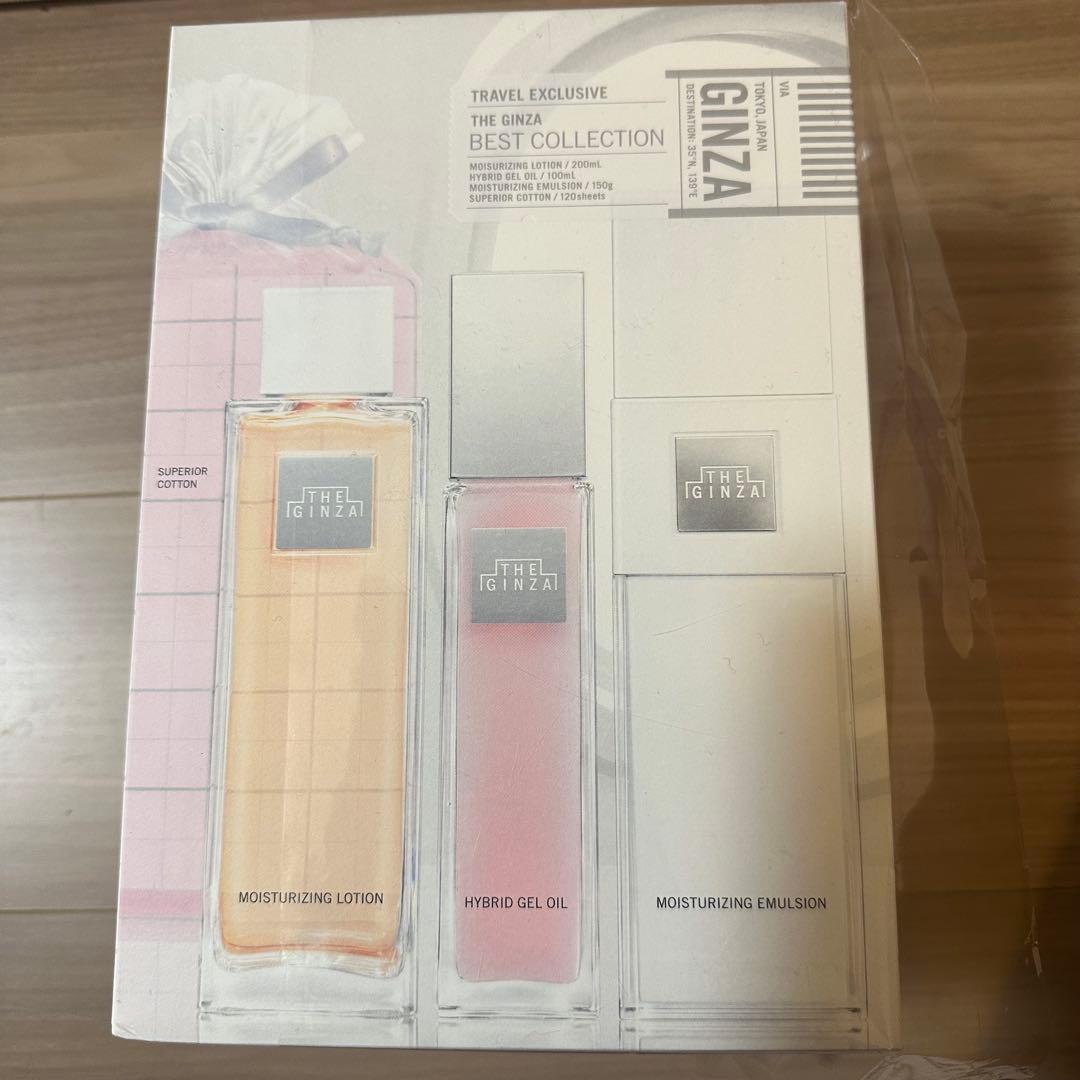 TRAVEL EXCLUSIVE
THE GINZA
BEST COLLECTION
MOISURIZING LOTION / 200mL
HYBRID GEL OIL / 100mL
MOISTURIZING EMULSION / 150g
SUPERIOR COTTON / 120sheets
VIA
TOKYO, JAPAN
GINZA
DESTINATION: 35°N, 139°E
SUPERIOR
COTTON
THE
GINZA
THE
GINZA
THE
GINZA
MOISTURIZING LOTION
HYBRID GEL OIL
MOISTURIZING EMULSION